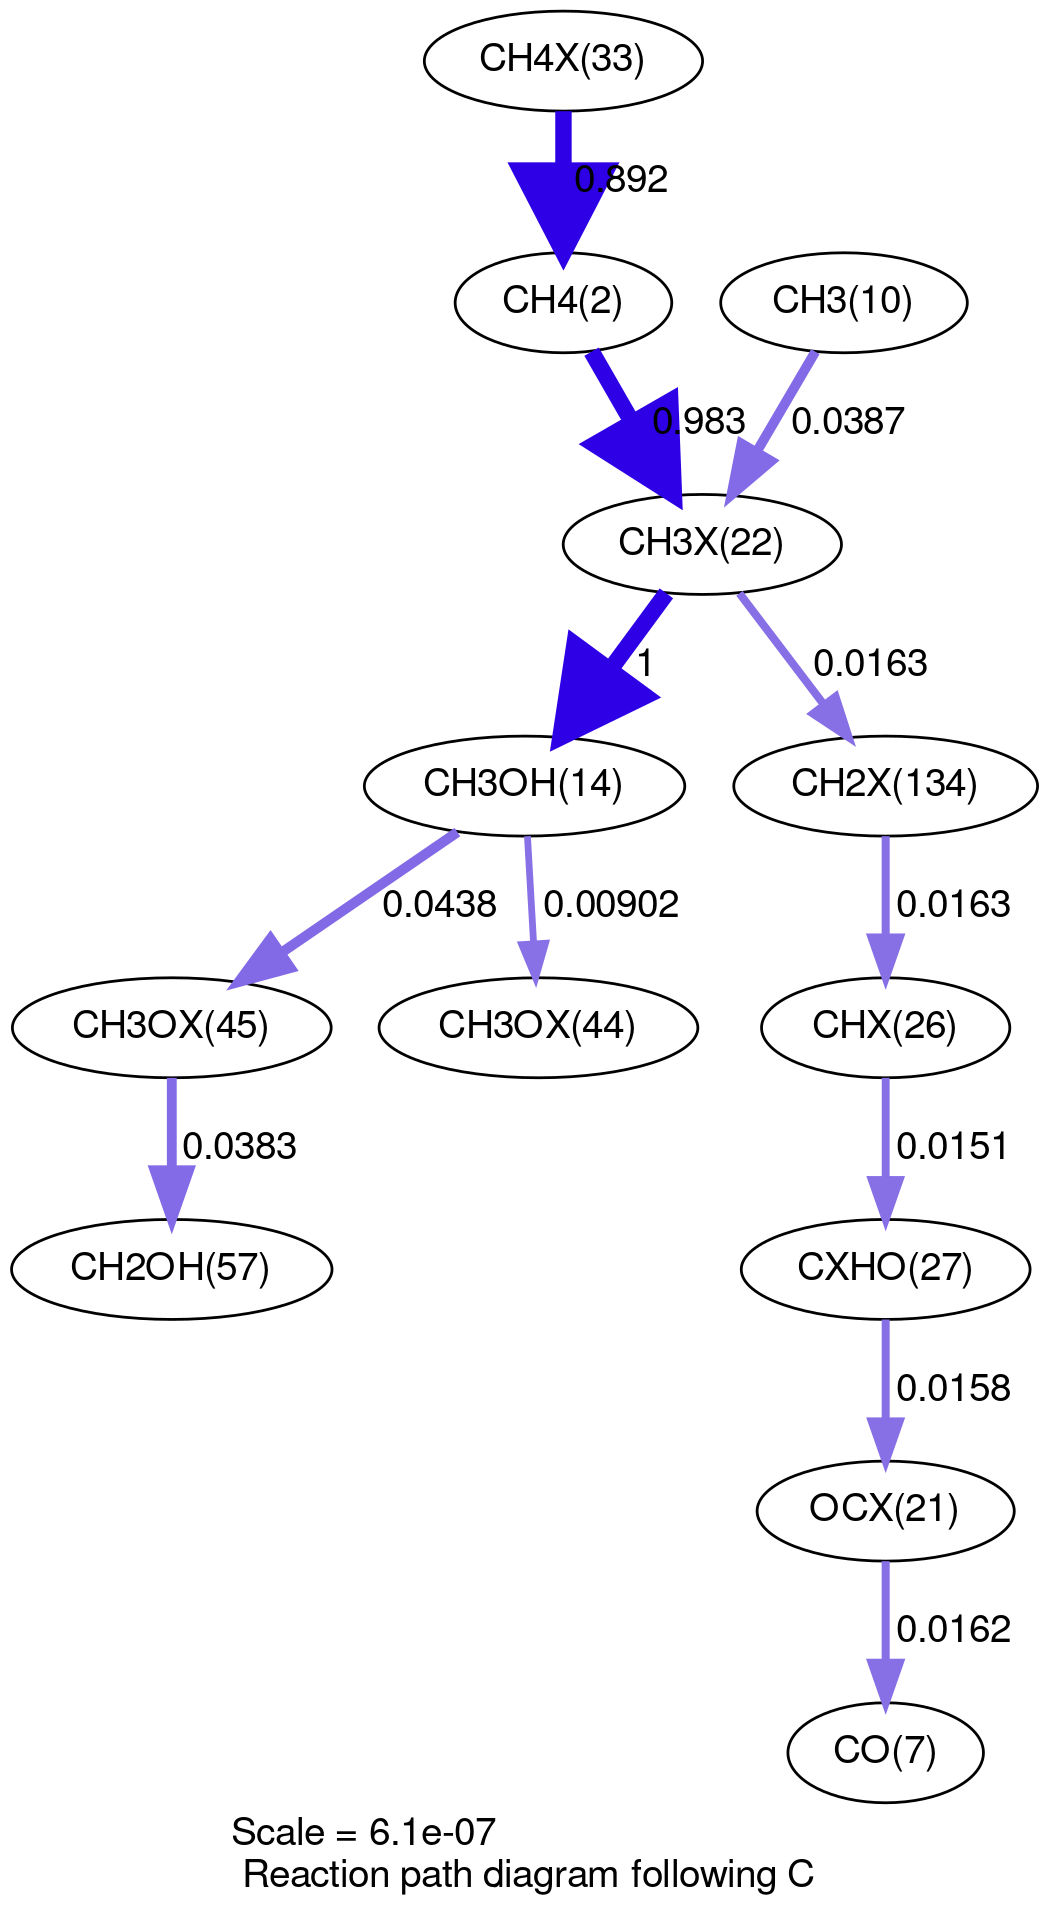 CH4X(33)
0.892
CH4(2)
CH3(10)
0.983
0.0387
CH3X(22)
1
0.0163
CH3OH(14)
CH2X(134)
0.0438
0.00902
0.0163
CH3OX(45)
CH3OX(44)
CHX(26)
0.0383
0.0151
CH2OH(57)
CXHO(27)
0.0158
OCX(21)
0.0162
CO(7)
Scale = 6.1e-07
Reaction path diagram following C